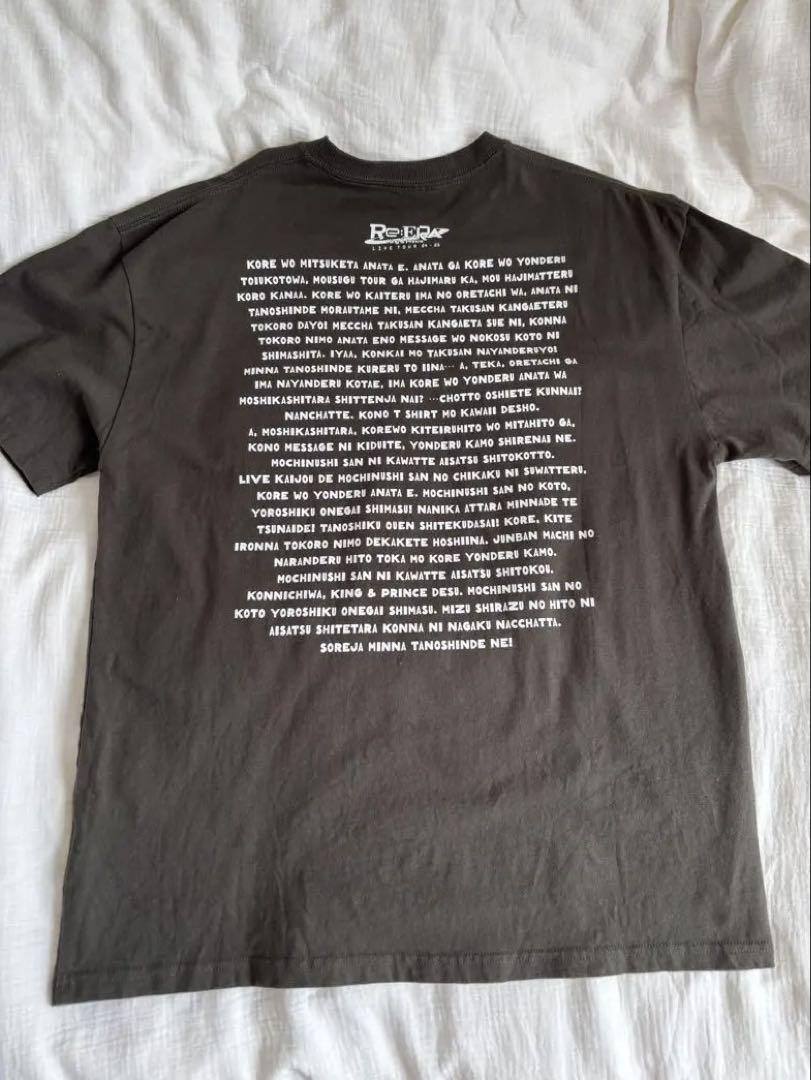 Re:ERA
LIVE TOUR 24-25
KORE WO MITSUKETA ANATA E. ANATA GA KORE WO YONDERU
TOIUKOTOWA, MOUSUGU TOUR GA HAJIMARU KA, MOU HAJIMATTERU
KORO KANAA. KORE WO KAITERU IMA NO ORETACHI WA, ANATA NI
TANOSHINDE MORAUTAME NI, MECCHA TAKUSAN KANGAETERU
TOKORO DAYO! MECCHA TAKUSAN KANGAETA SUE NI, KONNA
TOKORO NIMO ANATA ENO MESSAGE WO NOKOSU KOTO NI
SHIMASHITA. IYAA, KONKAI MO TAKUSAN NAYANDERUYO!
MINNA TANOSHINDE KURERU TO IINA… A, TEKA, ORETACHI GA
IMA NAYANDERU KOTAE, IMA KORE WO YONDERU ANATA WA
MOSHIKASHITARA SHITTENJA NAI? …CHOTTO OSHIETE KUNNAI?
NANCHATTE. KONO T SHIRT MO KAWAII DESHO.
A, MOSHIKASHITARA, KOREWO KITEIRUHITO WO MITAHITO GA,
KONO MESSAGE NI KIDUITE, YONDERU KAMO SHIRENAI NE.
MOCHINUSHI SAN NI KAWATTE AISATSU SHITOKOTTO.
LIVE KAIJOU DE MOCHINUSHI SAN NO CHIKAKU NI SUWATTERU,
KORE WO YONDERU ANATA E. MOCHINUSHI SAN NO KOTO,
YOROSHIKU ONEGAI SHIMASU! NANIKA ATTARA MINNADE TE
TSUNAIDE! TANOSHIKU OUEN SHITEKUDASAI! KORE, KITE
IRONNA TOKORO NIMO DEKAKETE HOSHIINA. JUNBAN MACHI NO
NARANDERU HITO TOKA MO KORE YONDERU KAMO.
MOCHINUSHI SAN NI KAWATTE AISATSU SHITOKOU.
KONNICHIWA, KING & PRINCE DESU. MOCHINUSHI SAN NO
KOTO YOROSHIKU ONEGAI SHIMASU. MIZU SHIRAZU NO HITO NI
AISATSU SHITETARA KONNA NI NAGAKU NACCHATTA.
SOREJA MINNA TANOSHINDE NE!